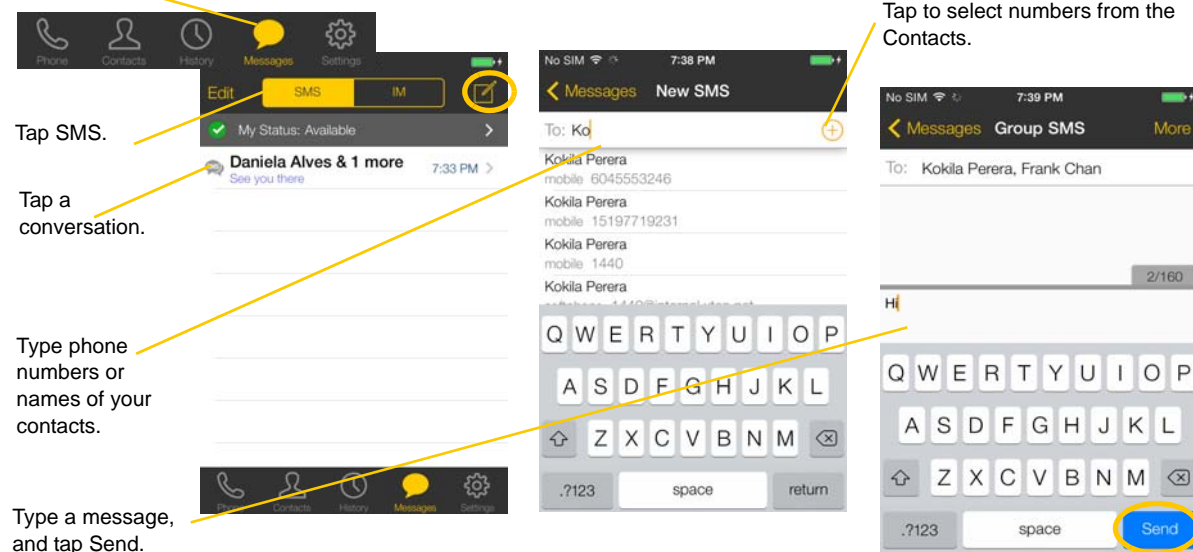 Tap to select numbers from the
Contacts.
Phone Contacts History Messages Settings
Edit SMS IM
My Status: Available
Daniela Alves & 1 more 7:33 PM
See you there
Phone Contacts History Messages Settings
Tap SMS.
Tap a
conversation.
Type phone
numbers or
names of your
contacts.
Type a message,
and tap Send.
No SIM 7:38 PM
Messages New SMS
To: Ko
Kokila Perera
mobile 6045553246
Kokila Perera
mobile 15197719231
Kokila Perera
mobile 1440
Kokila Perera
Q W E R T Y U I O P
A S D F G H J K L
Z X C V B N M
.?123 space return
No SIM 7:39 PM
Messages Group SMS More
To: Kokila Perera, Frank Chan
2/160
Hi
Q W E R T Y U I O P
A S D F G H J K L
Z X C V B N M
.?123 space Send